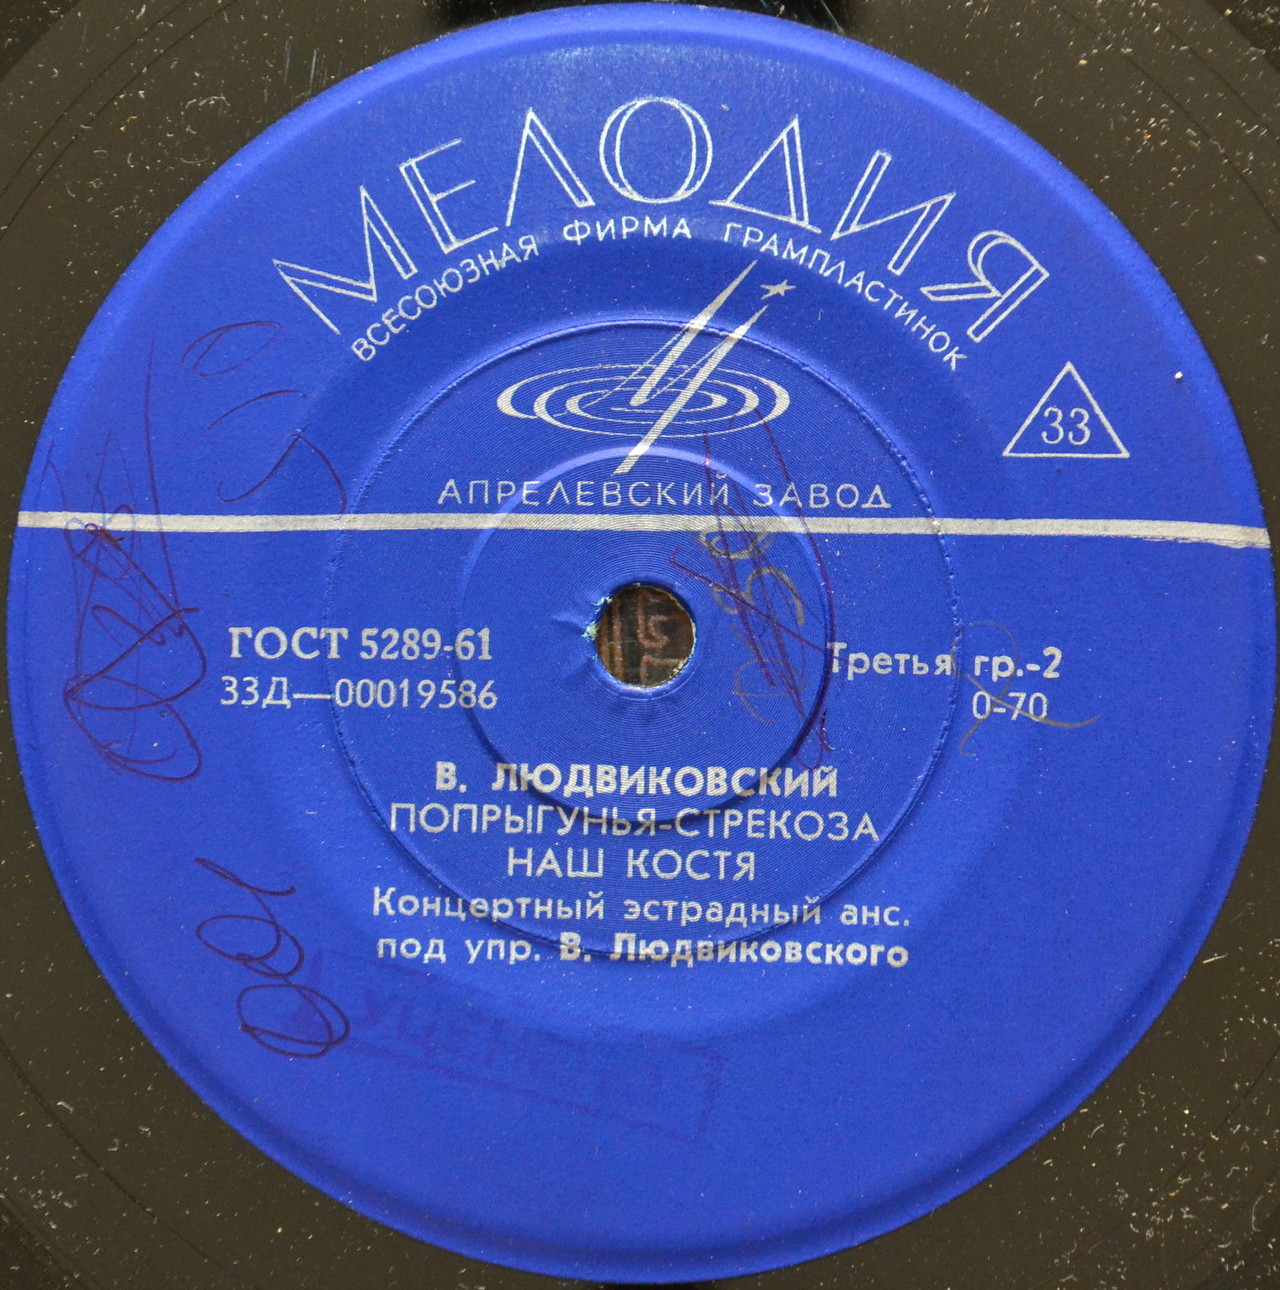 МЕЛОДИЯ
ВСЕСОЮЗНАЯ ФИРМА ГРАМПЛАСТИНОК
33
АПРЕЛЕВСКИЙ ЗАВОД
ГОСТ 5289-61
33Д—00019586
Третья гр.-2
0-70
В. ЛЮДВИКОВСКИЙ
ПОПРЫГУНЬЯ-СТРЕКОЗА
НАШ КОСТЯ
Концертный эстрадный анс.
под упр. В. Людвиковского